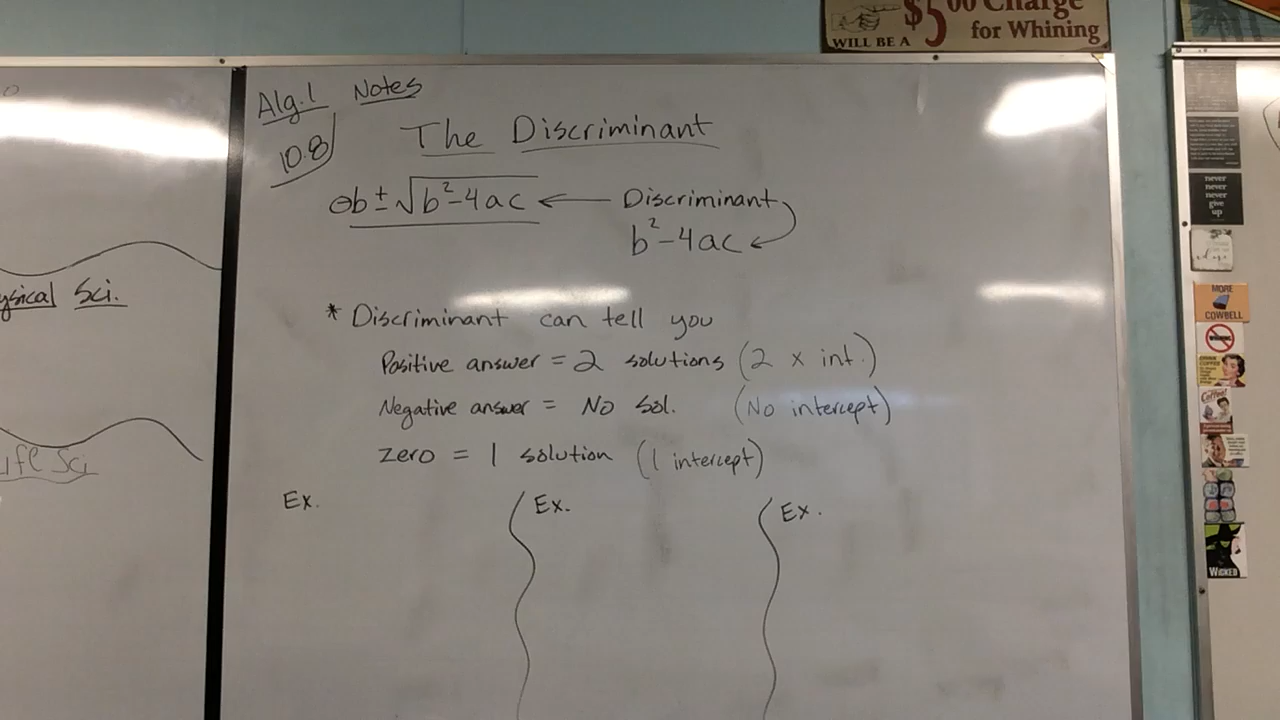 $5.00 Charge
WILL BE A for Whining
Alg.1 Notes
10.8
The Discriminant
-b ± √b²-4ac ← Discriminant
b²-4ac
ysical Sci.
* Discriminant can tell you
Positive answer = 2 solutions (2 x int.)
Negative answer = No sol. (No intercept)
zero = 1 solution (1 intercept)
ife Sci
Ex.
Ex.
Ex.
never
never
never
give
up
MORE
COWBELL
WHINING
Coffee!
WICKED